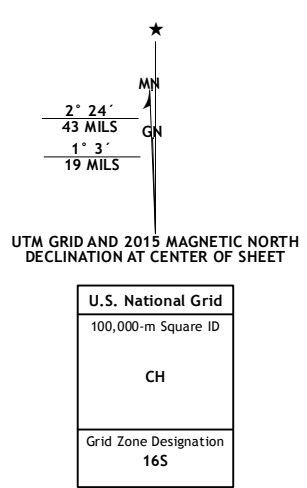 ★
MN
2° 24´
43 MILS
GN
1° 3´
19 MILS
UTM GRID AND 2015 MAGNETIC NORTH
DECLINATION AT CENTER OF SHEET
U.S. National Grid
100,000-m Square ID
CH
Grid Zone Designation
16S